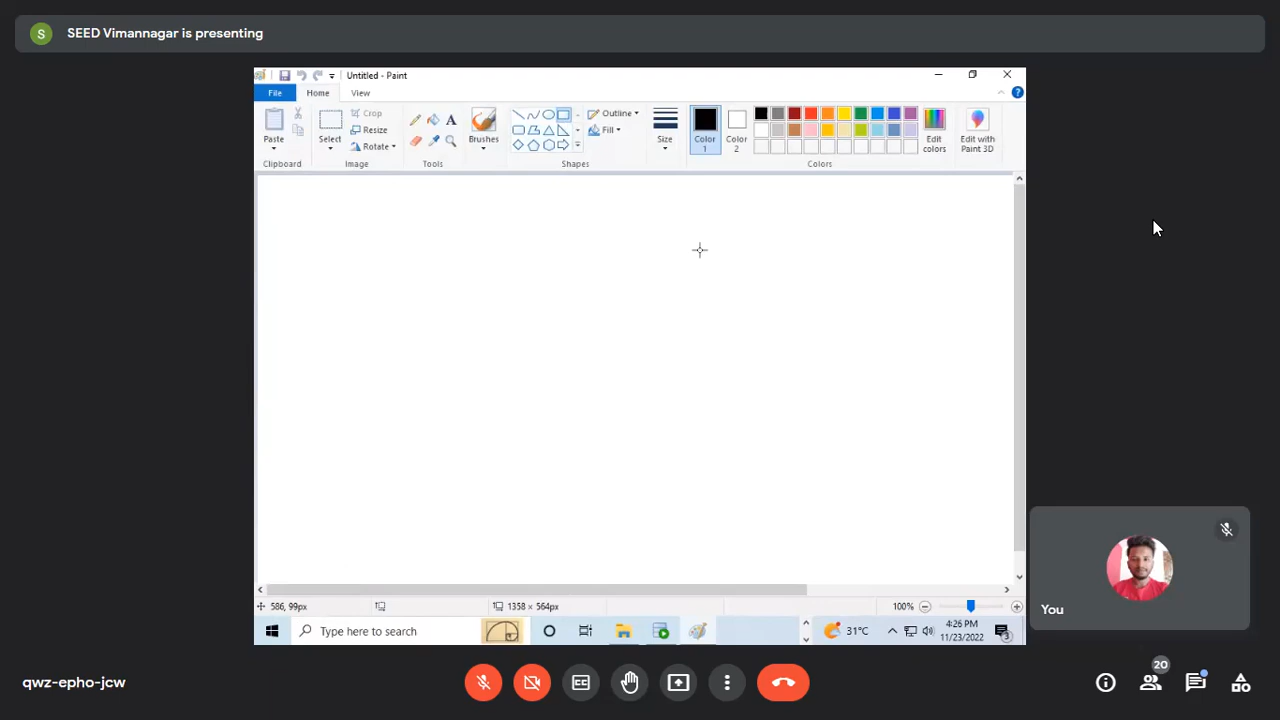 S SEED Vimannagar is presenting
Untitled - Paint
File Home View
Paste
Clipboard
Select
Crop
Resize
Rotate
Image
A
Tools
Brushes
Outline
Fill
Shapes
Size
Color 1
Color 2
Edit colors
Colors
Edit with Paint 3D
586, 99px
1358 × 564px
100%
Type here to search
31°C
4:26 PM
11/23/2022
3
You
qwz-epho-jcw
CC
20